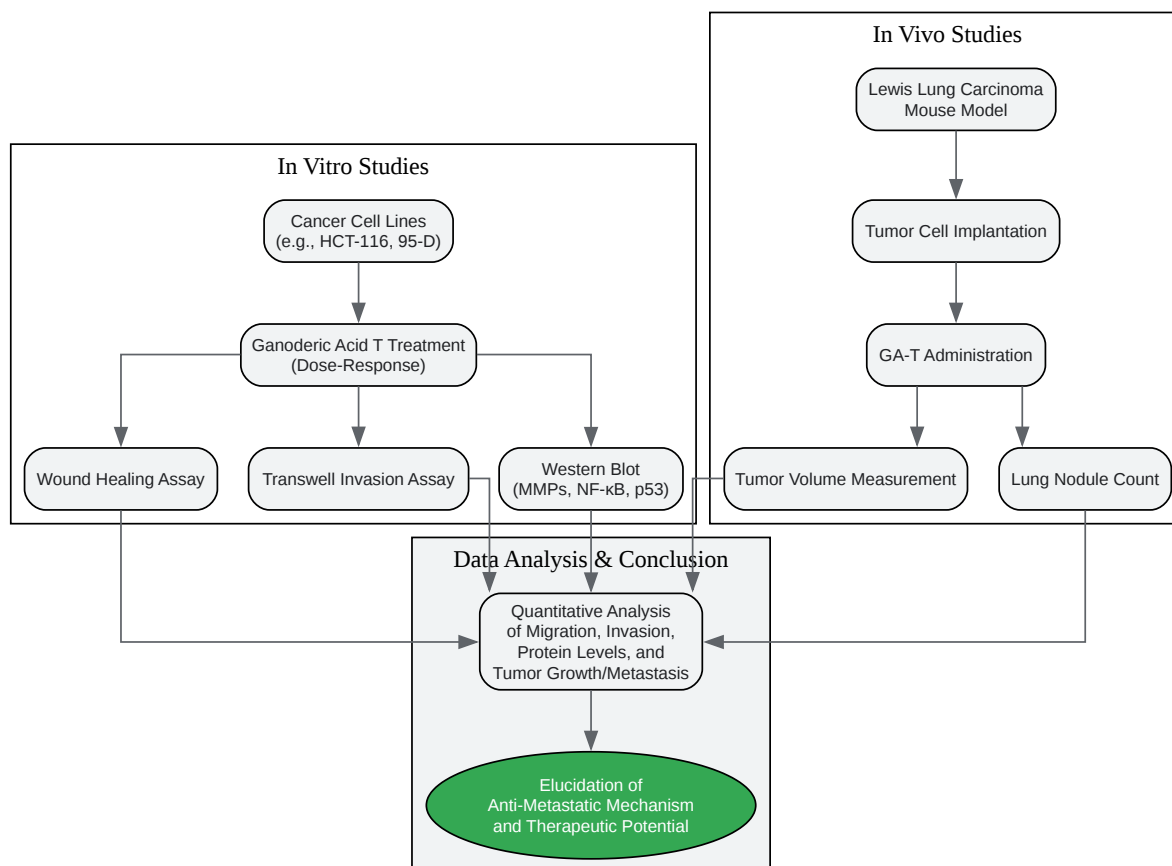 In Vivo Studies
Lewis Lung Carcinoma
Mouse Model
Tumor Cell Implantation
GA-T Administration
Tumor Volume Measurement
Lung Nodule Count
In Vitro Studies
Cancer Cell Lines
(e.g., HCT-116, 95-D)
Ganoderic Acid T Treatment
(Dose-Response)
Wound Healing Assay
Transwell Invasion Assay
Western Blot
(MMPs, NF-κB, p53)
Data Analysis & Conclusion
Quantitative Analysis
of Migration, Invasion,
Protein Levels, and
Tumor Growth/Metastasis
Elucidation of
Anti-Metastatic Mechanism
and Therapeutic Potential